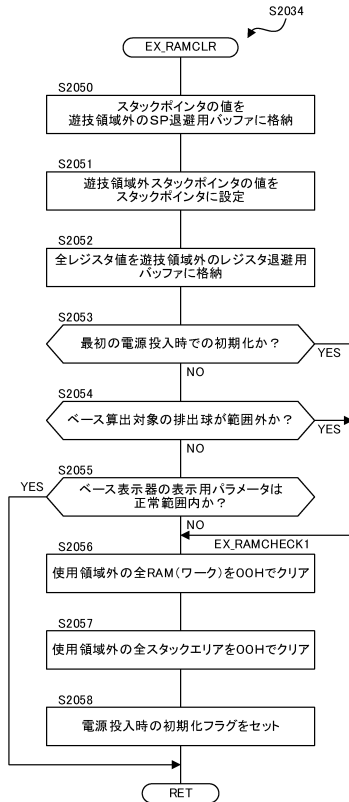 S2034
EX_RAMCLR
S2050
スタックポインタの値を
遊技領域外のSP退避用バッファに格納
S2051
遊技領域外スタックポインタの値を
スタックポインタに設定
S2052
全レジスタ値を遊技領域外のレジスタ退避用
バッファに格納
S2053
最初の電源投入時での初期化か？
YES
NO
S2054
ベース算出対象の排出球が範囲外か？
YES
NO
S2055
YES
ベース表示器の表示用パラメータは
正常範囲内か？
NO
EX_RAMCHECK1
S2056
使用領域外の全RAM（ワーク）を00Hでクリア
S2057
使用領域外の全スタックエリアを00Hでクリア
S2058
電源投入時の初期化フラグをセット
RET